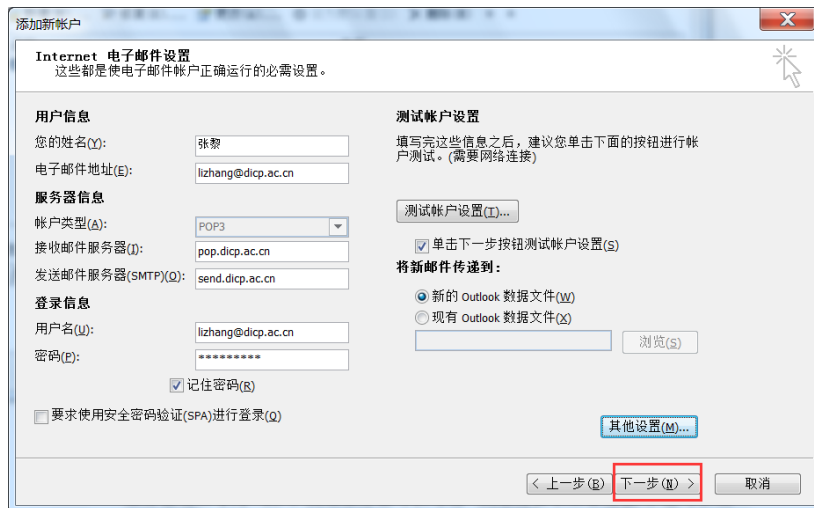 添加新帐户
Internet 电子邮件设置
这些都是使电子邮件帐户正确运行的必需设置。
用户信息
您的姓名(Y):
张黎
电子邮件地址(E):
lizhang@dicp.ac.cn
服务器信息
帐户类型(A):
POP3
接收邮件服务器(I):
pop.dicp.ac.cn
发送邮件服务器(SMTP)(O):
send.dicp.ac.cn
登录信息
用户名(U):
lizhang@dicp.ac.cn
密码(P):
*********
记住密码(R)
要求使用安全密码验证(SPA)进行登录(Q)
测试帐户设置
填写完这些信息之后，建议您单击下面的按钮进行帐
户测试。(需要网络连接)
测试帐户设置(T)...
单击下一步按钮测试帐户设置(S)
将新邮件传递到:
新的 Outlook 数据文件(W)
现有 Outlook 数据文件(X)
浏览(S)
其他设置(M)...
< 上一步(B)
下一步(N) >
取消